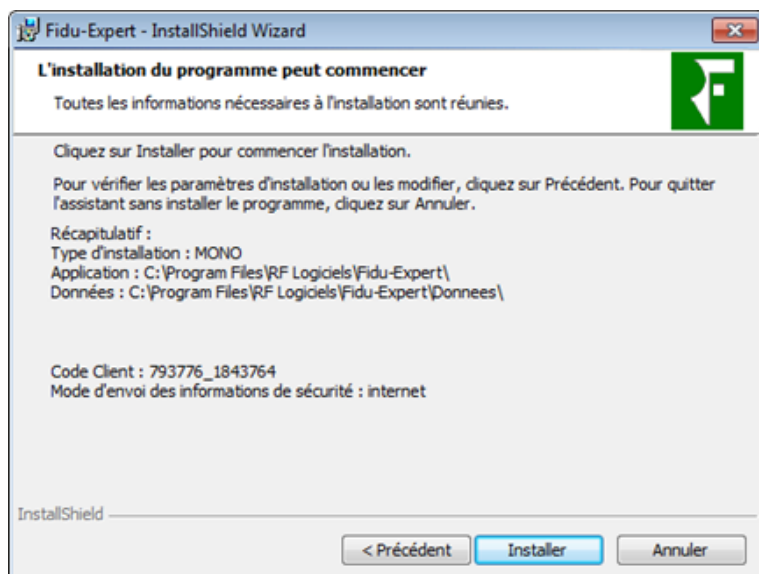 Fidu-Expert - InstallShield Wizard
L'installation du programme peut commencer
Toutes les informations nécessaires à l'installation sont réunies.
Cliquez sur Installer pour commencer l'installation.
Pour vérifier les paramètres d'installation ou les modifier, cliquez sur Précédent. Pour quitter
l'assistant sans installer le programme, cliquez sur Annuler.
Récapitulatif :
Type d'installation : MONO
Application : C:\Program Files\RF Logiciels\Fidu-Expert\
Données : C:\Program Files\RF Logiciels\Fidu-Expert\Donnees\
Code Client : 793776_1843764
Mode d'envoi des informations de sécurité : internet
InstallShield
< Précédent Installer Annuler